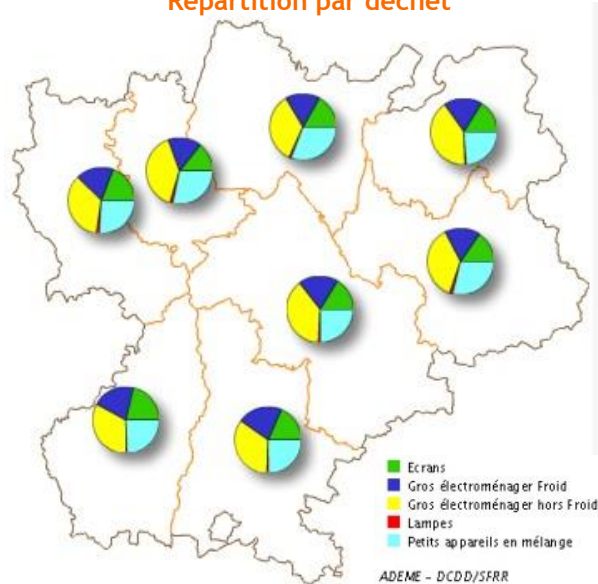 Répartition par déchet
Ecrans
Gros électroménager Froid
Gros électroménager hors Froid
Lampes
Petits appareils en mélange
ADEME - DCDD/SFRR